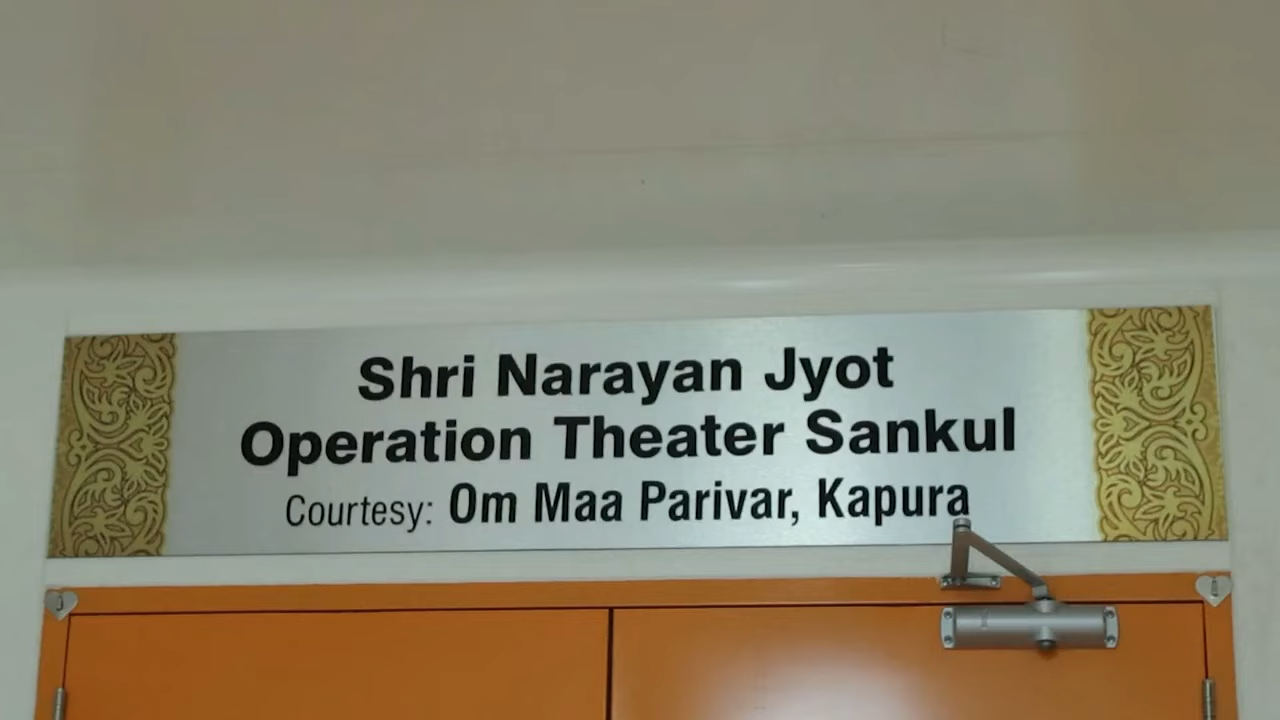 Shri Narayan Jyot
Operation Theater Sankul
Courtesy: Om Maa Parivar, Kapura